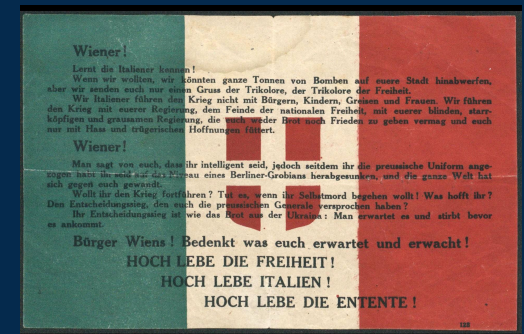 Wiener!
Lernt die Italiener kennen!
Wenn wir wollten, wir könnten ganze Tonnen von Bomben auf euere Stadt hinabwerfen,
aber wir senden euch nur einen Gruss der Trikolore, der Trikolore der Freiheit.
Wir Italiener führen den Krieg nicht mit Bürgern, Kindern, Greisen und Frauen. Wir führen
den Krieg mit euerer Regierung, dem Feinde der nationalen Freiheit, mit euerer blinden, starr-
köpfigen und grausamen Regierung, die euch weder Brot noch Frieden zu geben vermag und euch
nur mit Hass und trügerischen Hoffnungen füttert.
Wiener!
Man sagt von euch, dass ihr intelligent seid, jedoch seitdem ihr die preussische Uniform ange-
zogen habt ihr seid auf das Niveau eines Berliner-Grobians herabgesunken, und die ganze Welt hat
sich gegen euch gewandt.
Wollt ihr den Krieg fortführen? Tut es, wenn ihr Selbstmord begehen wollt! Was hofft ihr?
Den Entscheidungssieg, den euch die preussischen Generale versprochen haben?
Ihr Entscheidungssieg ist wie das Brot aus der Ukraina: Man erwartet es und stirbt bevor
es ankommt.
Bürger Wiens! Bedenkt was euch erwartet und erwacht!
HOCH LEBE DIE FREIHEIT!
HOCH LEBE ITALIEN!
HOCH LEBE DIE ENTENTE!